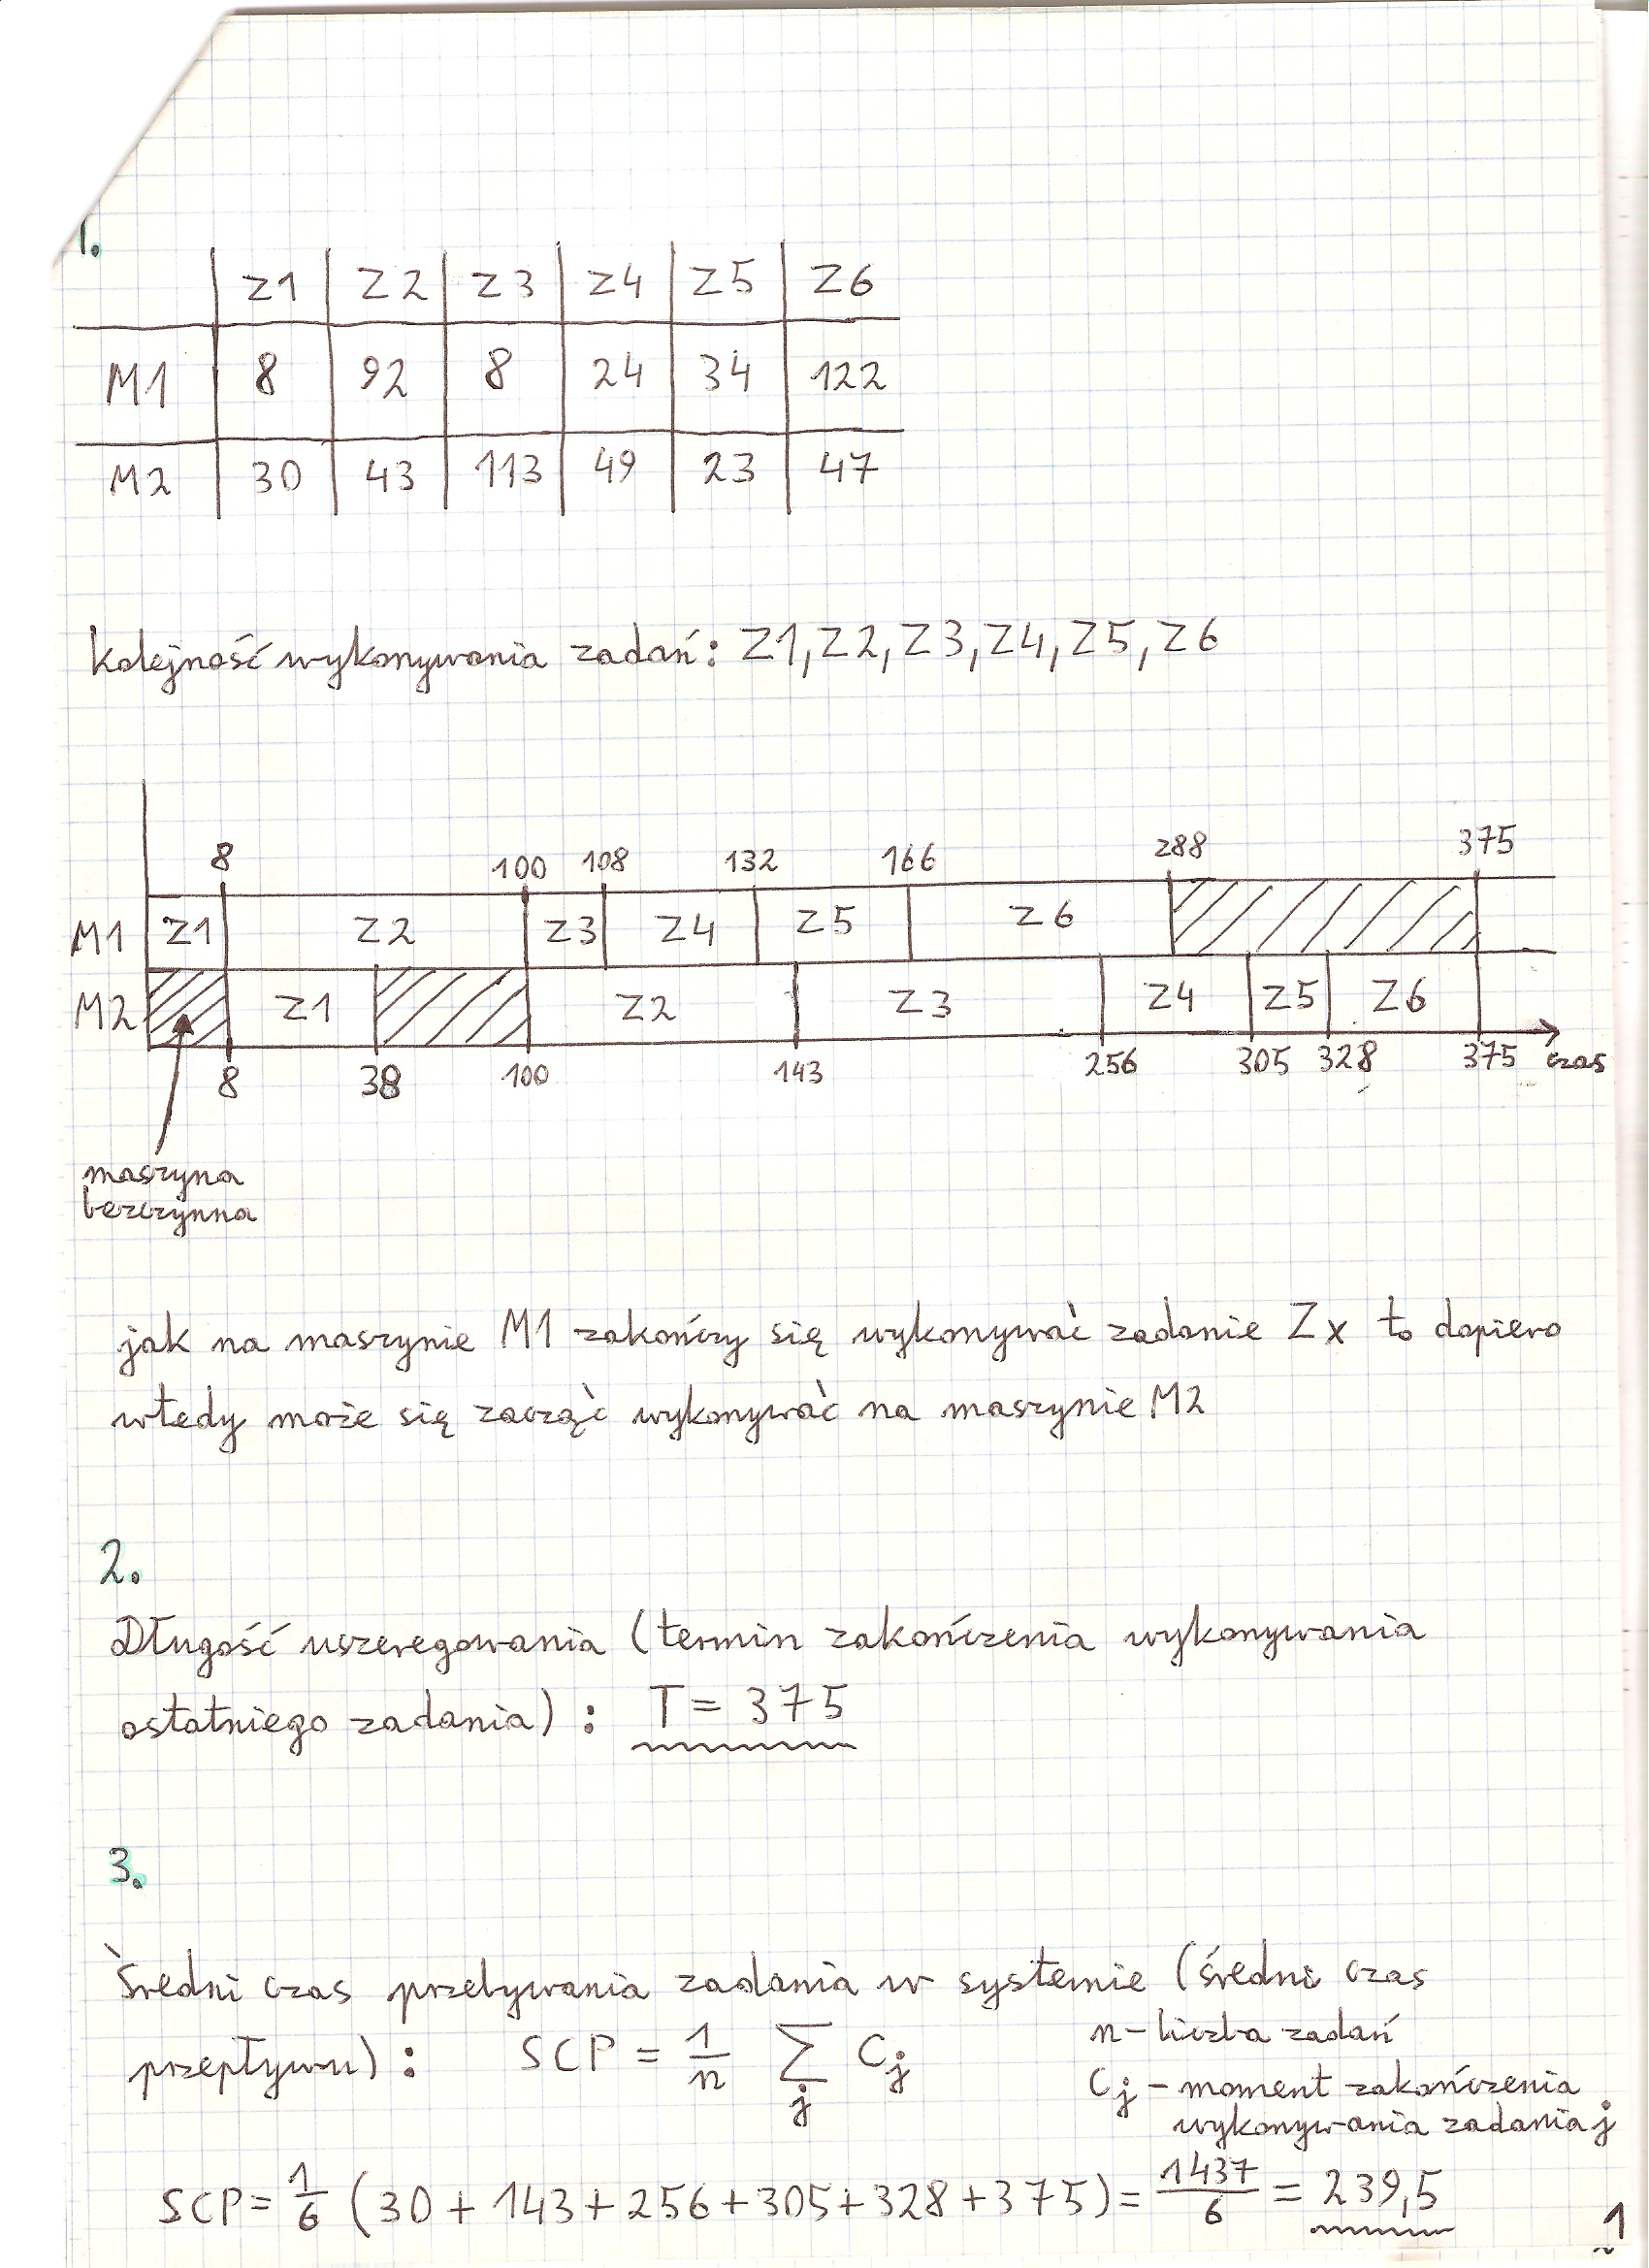 1.
Z1 Z2 Z3 Z4 Z5 Z6
M1 8 92 8 24 34 122
M2 30 43 113 49 23 47
Kolejność wykonywania zadań: Z1, Z2, Z3, Z4, Z5, Z6
8 100 108 132 166 288 375
M1 Z1 Z2 Z3 Z4 Z5 Z6
M2 Z1 Z2 Z3 Z4 Z5 Z6
8 38 100 143 256 305 328 375 czas
maszyna
bezczynna
jak na maszynie M1 zakończy się wykonywać zadanie Zx to dopiero
wtedy może się zacząć wykonywać na maszynie M2
2.
Długość uszeregowania (termin zakończenia wykonywania
ostatniego zadania): T = 375
3.
Średni czas przebywania zadania w systemie (średni czas
przepływu): SCP = 1/n Σ_j C_j
n - liczba zadań
Cj - moment zakończenia
wykonywania zadania j
SCP = 1/6 (30 + 143 + 256 + 305 + 328 + 375) = 1437/6 = 239,5
1